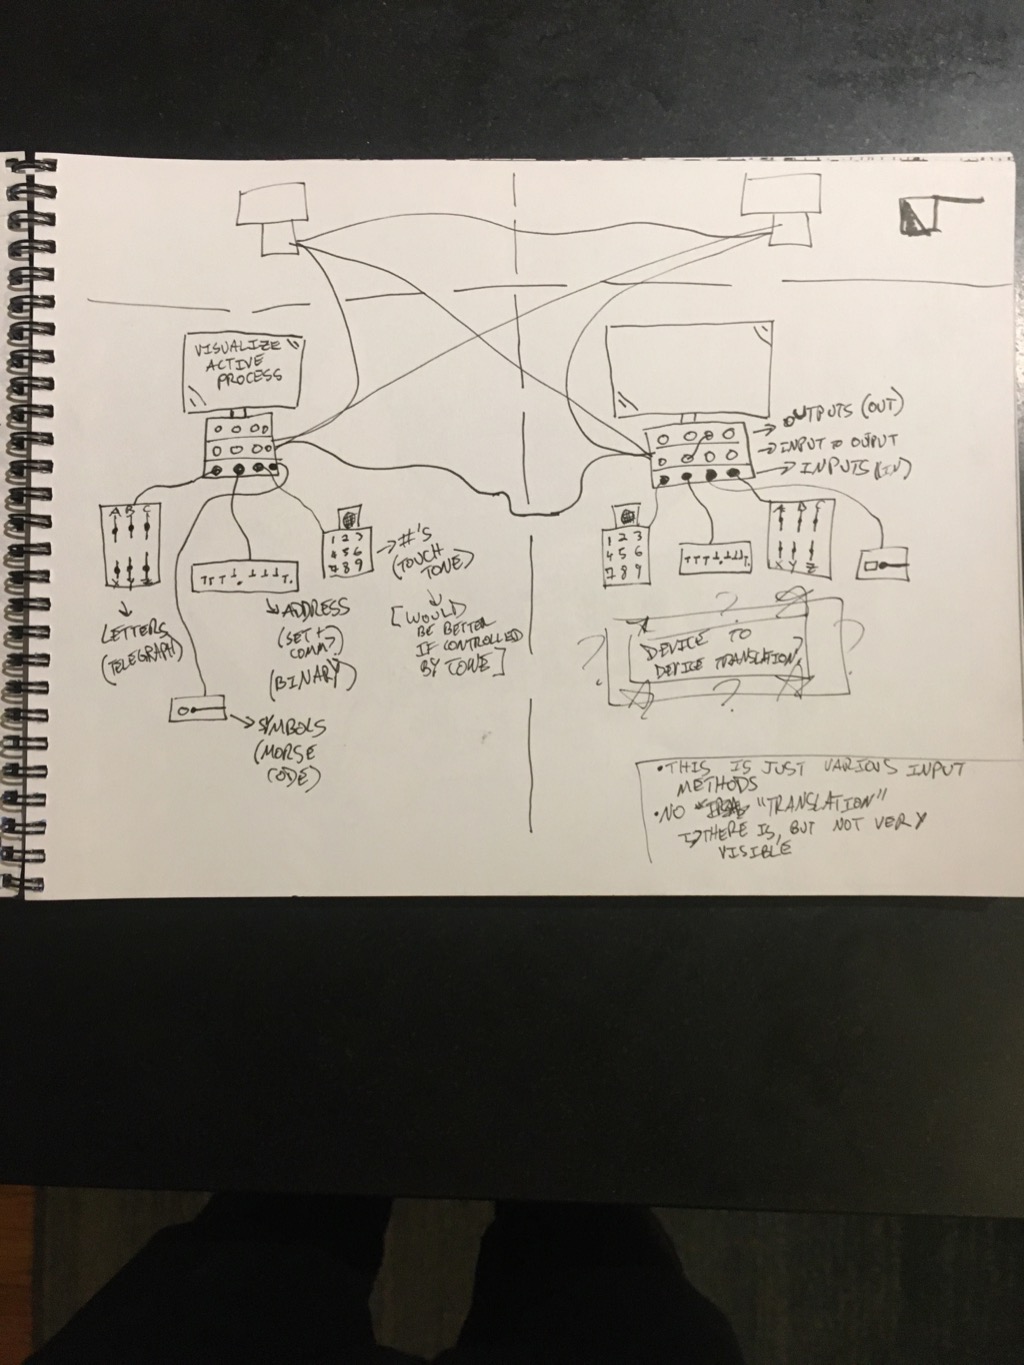 VISUALIZE
ACTIVE
PROCESS
OUTPUTS (OUT)
INPUT TO OUTPUT
INPUTS (IN)
A B C
X Y Z
LETTERS
(TELEGRAPH)
SYMBOLS
(MORSE
CODE)
ADDRESS
(SET +
COMM)
(BINARY)
1 2 3
4 5 6
7 8 9
#'S
(TOUCH
TONE)
[WOULD
BE BETTER
IF CONTROLLED
BY TONE]
1 2 3
4 5 6
7 8 9
A B C
X Y Z
?
? ?
DEVICE TO
DEVICE TRANSLATION
?
• THIS IS JUST VARIOUS INPUT
METHODS
• NO "TRANSLATION"
↳ THERE IS, BUT NOT VERY
VISIBLE